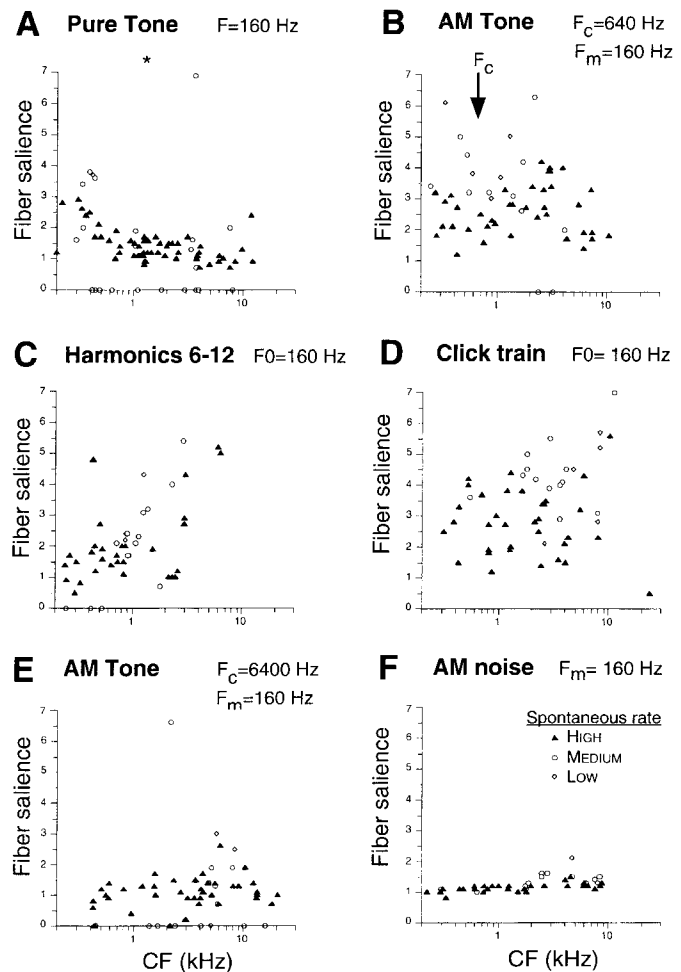 A Pure Tone F=160 Hz
*
Fiber salience
7
6
5
4
3
2
1
0
1 10
B AM Tone Fc=640 Hz
Fm=160 Hz
Fc
Fiber salience
7
6
5
4
3
2
1
0
1 10
C Harmonics 6-12 F0=160 Hz
Fiber salience
7
6
5
4
3
2
1
0
1 10
D Click train F0= 160 Hz
Fiber salience
7
6
5
4
3
2
1
0
1 10
E AM Tone Fc=6400 Hz
Fm=160 Hz
Fiber salience
7
6
5
4
3
2
1
0
1 10
CF (kHz)
F AM noise Fm= 160 Hz
Spontaneous rate
HIGH
MEDIUM
LOW
Fiber salience
7
6
5
4
3
2
1
0
1 10
CF (kHz)